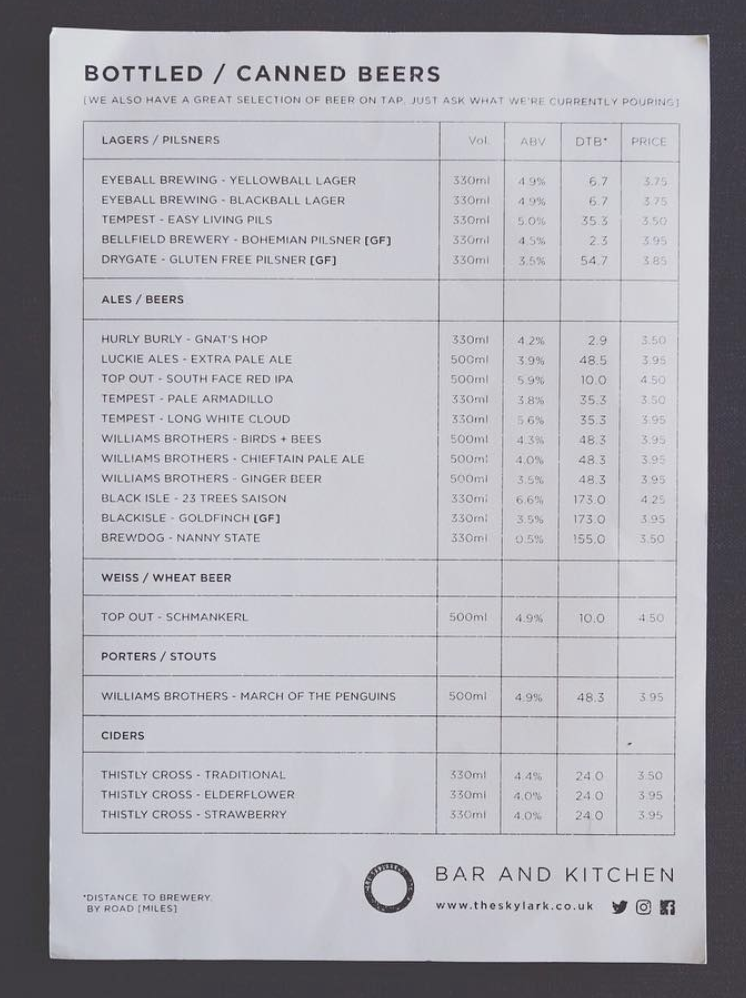 BOTTLED / CANNED BEERS
[WE ALSO HAVE A GREAT SELECTION OF BEER ON TAP. JUST ASK WHAT WE'RE CURRENTLY POURING]
LAGERS / PILSNERS Vol. ABV DTB* PRICE
EYEBALL BREWING - YELLOWBALL LAGER 330ml 4.9% 6.7 3.75
EYEBALL BREWING - BLACKBALL LAGER 330ml 4.9% 6.7 3.75
TEMPEST - EASY LIVING PILS 330ml 5.0% 35.3 3.50
BELLFIELD BREWERY - BOHEMIAN PILSNER [GF] 330ml 4.5% 2.3 3.95
DRYGATE - GLUTEN FREE PILSNER [GF] 330ml 3.5% 54.7 3.85
ALES / BEERS
HURLY BURLY - GNAT'S HOP 330ml 4.2% 2.9 3.50
LUCKIE ALES - EXTRA PALE ALE 500ml 3.9% 48.5 3.95
TOP OUT - SOUTH FACE RED IPA 500ml 5.9% 10.0 4.50
TEMPEST - PALE ARMADILLO 330ml 3.8% 35.3 3.50
TEMPEST - LONG WHITE CLOUD 330ml 5.6% 35.3 3.95
WILLIAMS BROTHERS - BIRDS + BEES 500ml 4.3% 48.3 3.95
WILLIAMS BROTHERS - CHIEFTAIN PALE ALE 500ml 4.0% 48.3 3.95
WILLIAMS BROTHERS - GINGER BEER 500ml 3.5% 48.3 3.95
BLACK ISLE - 23 TREES SAISON 330ml 6.6% 173.0 4.25
BLACKISLE - GOLDFINCH [GF] 330ml 3.5% 173.0 3.95
BREWDOG - NANNY STATE 330ml 0.5% 155.0 3.50
WEISS / WHEAT BEER
TOP OUT - SCHMANKERL 500ml 4.9% 10.0 4.50
PORTERS / STOUTS
WILLIAMS BROTHERS - MARCH OF THE PENGUINS 500ml 4.9% 48.3 3.95
CIDERS
THISTLY CROSS - TRADITIONAL 330ml 4.4% 24.0 3.50
THISTLY CROSS - ELDERFLOWER 330ml 4.0% 24.0 3.95
THISTLY CROSS - STRAWBERRY 330ml 4.0% 24.0 3.95
BAR AND KITCHEN
www.theskylark.co.uk
*DISTANCE TO BREWERY.
BY ROAD [MILES]